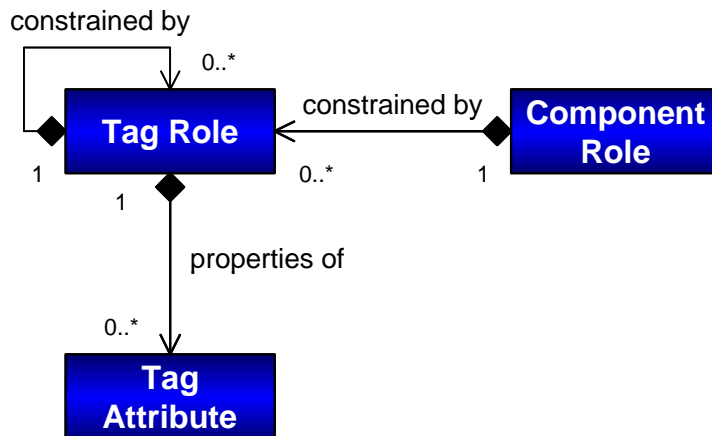 constrained by
0..*
constrained by
Tag Role
Component
Role
1
1
0..*
1
properties of
0..*
Tag
Attribute